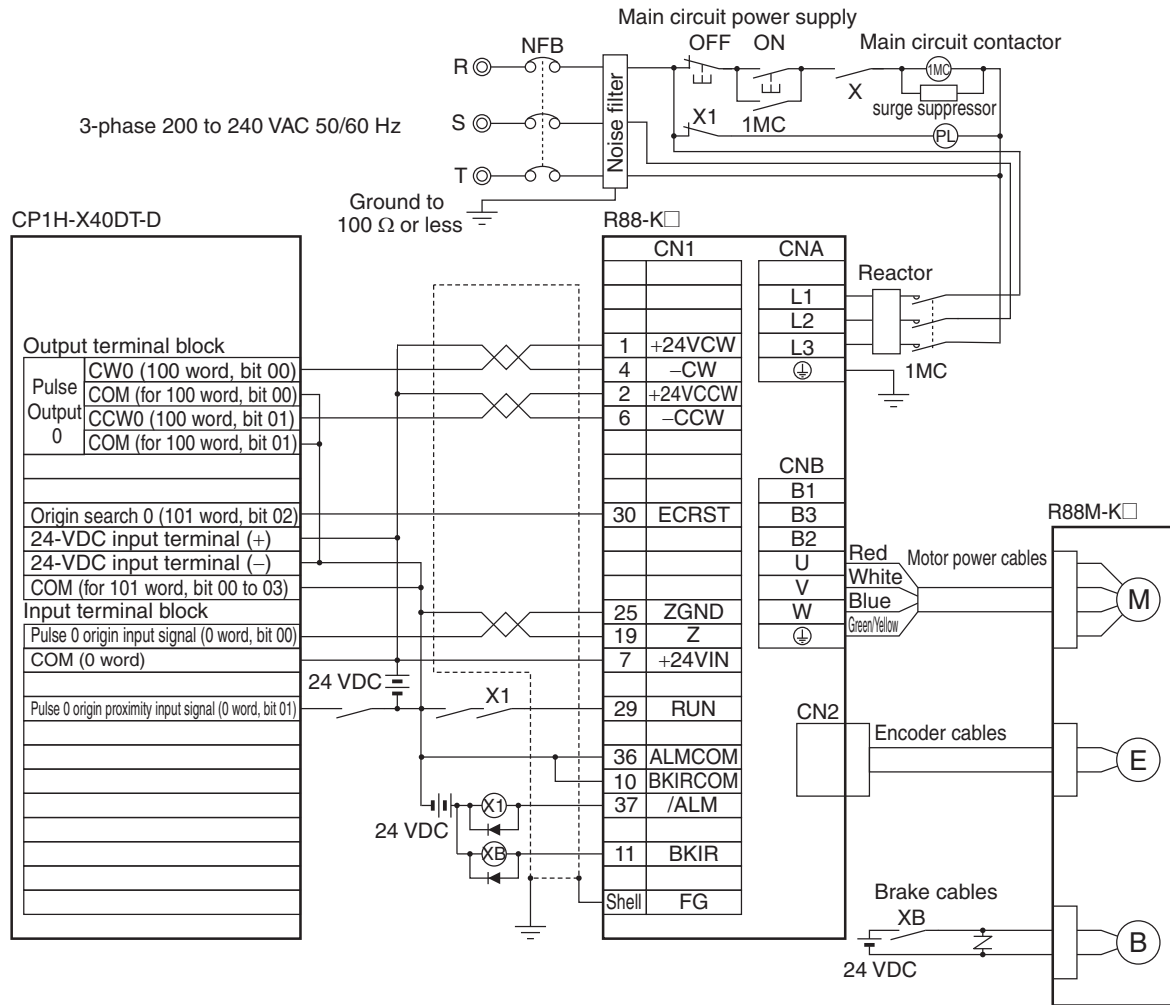 Main circuit power supply
NFB
OFF ON
Main circuit contactor
R
1MC
X
surge suppressor
Noise filter
3-phase 200 to 240 VAC 50/60 Hz
S
X1
1MC
PL
T
Ground to
100 Ω or less
CP1H-X40DT-D
R88-K□
CN1
CNA
Reactor
L1
L2
L3
1MC
Output terminal block
Pulse
Output
0
CW0 (100 word, bit 00)
COM (for 100 word, bit 00)
CCW0 (100 word, bit 01)
COM (for 100 word, bit 01)
1 +24VCW
4 −CW
2 +24VCCW
6 −CCW
CNB
B1
B3
B2
U
V
W
Origin search 0 (101 word, bit 02)
30 ECRST
R88M-K□
24-VDC input terminal (+)
24-VDC input terminal (−)
COM (for 101 word, bit 00 to 03)
Red
White
Blue
Green/Yellow
Motor power cables
M
Input terminal block
Pulse 0 origin input signal (0 word, bit 00)
COM (0 word)
25 ZGND
19 Z
7 +24VIN
24 VDC
X1
Pulse 0 origin proximity input signal (0 word, bit 01)
29 RUN
CN2
Encoder cables
E
36 ALMCOM
10 BKIRCOM
X1
37 /ALM
24 VDC
XB
11 BKIR
Shell FG
Brake cables
XB
B
24 VDC